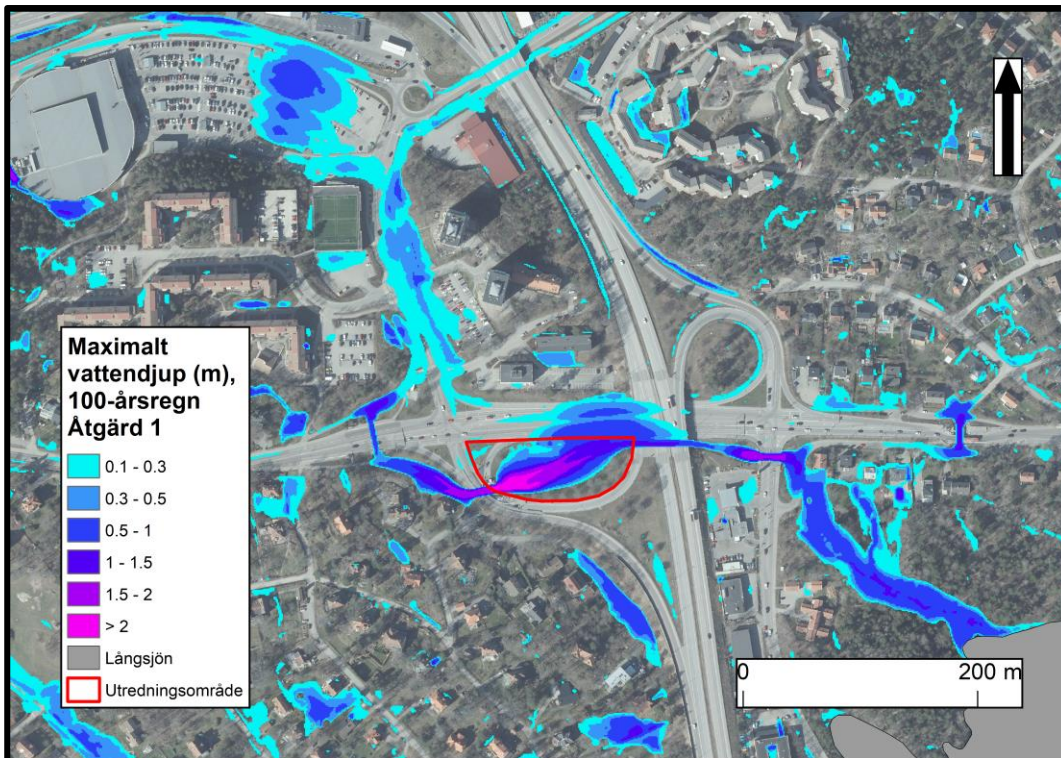 Maximalt
vattendjup (m),
100-årsregn
Åtgärd 1
0.1 - 0.3
0.3 - 0.5
0.5 - 1
1 - 1.5
1.5 - 2
> 2
Långsjön
Utredningsområde
0 200 m